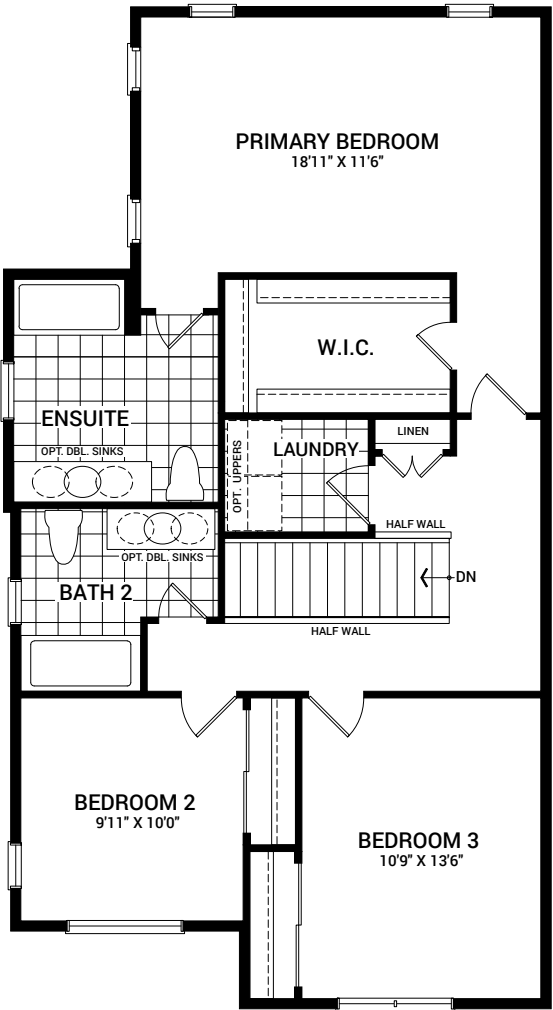 PRIMARY BEDROOM
18'11" X 11'6"
W.I.C.
ENSUITE
OPT. DBL. SINKS
OPT. UPPERS
LAUNDRY
LINEN
HALF WALL
OPT. DBL. SINKS
BATH 2
DN
HALF WALL
BEDROOM 2
9'11" X 10'0"
BEDROOM 3
10'9" X 13'6"